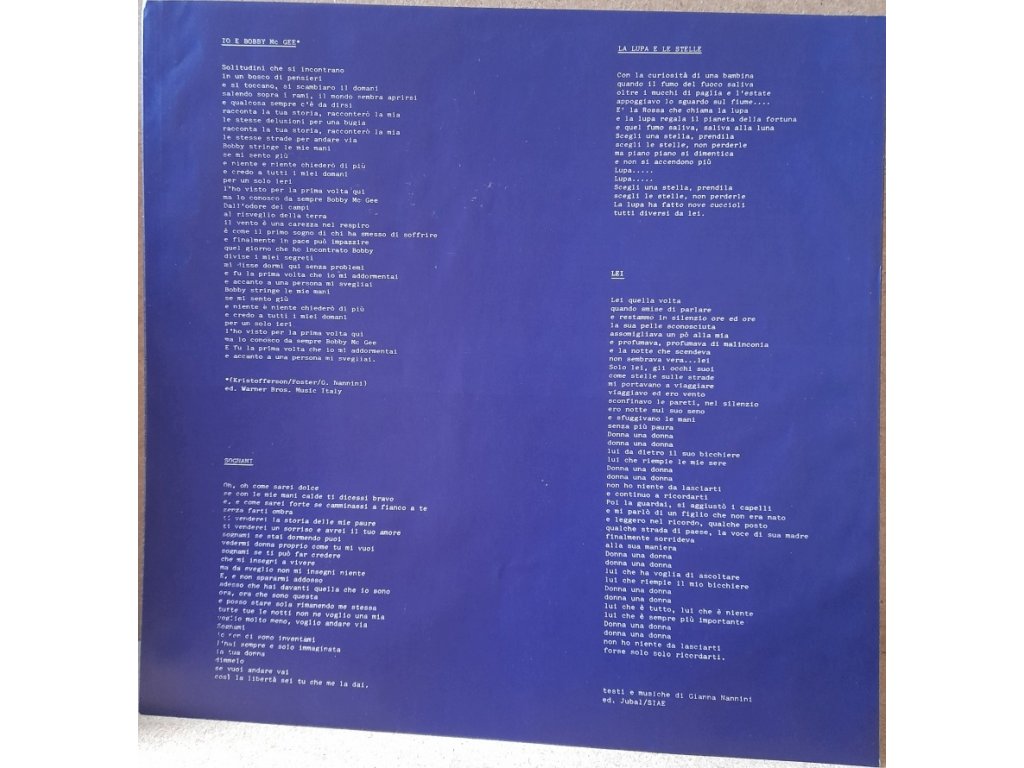 IO E BOBBY Mc GEE*
Solitudini che si incontrano
in un bosco di pensieri
e si toccano, si scambiano il domani
salendo sopra i rami, il mondo sembra aprirsi
e qualcosa sempre c'è da dirsi
racconta la tua storia, racconterò la mia
le stesse delusioni per una bugia
racconta la tua storia, racconterò la mia
le stesse strade per andare via
Bobby stringe le mie mani
se mi sento giù
e niente e niente chiederò di più
e credo a tutti i miei domani
per un solo ieri
l'ho visto per la prima volta qui
ma lo conosco da sempre Bobby Mc Gee
Dall'odore dei campi
al risveglio della terra
il vento è una carezza nel respiro
è come il primo sogno di chi ha smesso di soffrire
e finalmente in pace può impazzire
quel giorno che ho incontrato Bobby
divise i miei segreti
mi disse dormi qui senza problemi
e fu la prima volta che io mi addormentai
e accanto a una persona mi svegliai
Bobby stringe le mie mani
se mi sento giù
e niente è niente chiederò di più
e credo a tutti i miei domani
per un solo ieri
l'ho visto per la prima volta qui
ma lo conosco da sempre Bobby Mc Gee
E fu la prima volta che io mi addormentai
e accanto a una persona mi svegliai.
*(Kristofferson/Foster/G. Nannini)
ed. Warner Bros. Music Italy
SOGNAMI
Oh, oh come sarei dolce
se con le mie mani calde ti dicessi bravo
e, e come sarei forte se camminassi a fianco a te
senza farti ombra
ti venderei la storia delle mie paure
ti venderei un sorriso e avrei il tuo amore
sognami se stai dormendo puoi
vedermi donna proprio come tu mi vuoi
sognami se ti può far credere
che mi insegni a vivere
ma da sveglio non mi insegni niente
E, e non spararmi addosso
adesso che hai davanti quella che io sono
ora, ora che sono questa
e posso stare sola rimanendo me stessa
tutte tue le notti non ne voglio una mia
voglio molto meno, voglio andare via
Sognami
io non ci sono inventami
l'hai sempre e solo immaginata
la tua donna
dimmelo
se vuoi andare vai
così la libertà sei tu che me la dai.
LA LUPA E LE STELLE
Con la curiosità di una bambina
quando il fumo del fuoco saliva
oltre i mucchi di paglia e l'estate
appoggiavo lo sguardo sul fiume....
E' la Rossa che chiama la lupa
e la lupa regala il pianeta della fortuna
e quel fumo saliva, saliva alla luna
Scegli una stella, prendila
scegli le stelle, non perderle
ma piano piano si dimentica
e non si accendono più
Lupa.....
Lupa.....
Scegli una stella, prendila
scegli le stelle, non perderle
La lupa ha fatto nove cuccioli
tutti diversi da lei.
LEI
Lei quella volta
quando smise di parlare
e restammo in silenzio ore ed ore
la sua pelle sconosciuta
assomigliava un pò alla mia
e profumava, profumava di malinconia
e la notte che scendeva
non sembrava vera...lei
Solo lei, gli occhi suoi
come stelle sulle strade
mi portavano a viaggiare
viaggiavo ed ero vento
sconfinavo le pareti, nel silenzio
ero notte sul suo seno
e sfuggivano le mani
senza più paura
Donna una donna
donna una donna
lui da dietro il suo bicchiere
lui che riempie le mie sere
Donna una donna
donna una donna
non ho niente da lasciarti
e continuo a ricordarti
Poi la guardai, si aggiustò i capelli
e mi parlò di un figlio che non era nato
e leggero nel ricordo, qualche posto
qualche strada di paese, la voce di sua madre
finalmente sorrideva
alla sua maniera
Donna una donna
donna una donna
lui che ha voglia di ascoltare
lui che riempie il mio bicchiere
Donna una donna
donna una donna
lui che è tutto, lui che è niente
lui che è sempre più importante
Donna una donna
donna una donna
non ho niente da lasciarti
forse solo solo ricordarti.
testi e musiche di Gianna Nannini
ed. Jubal/SIAE